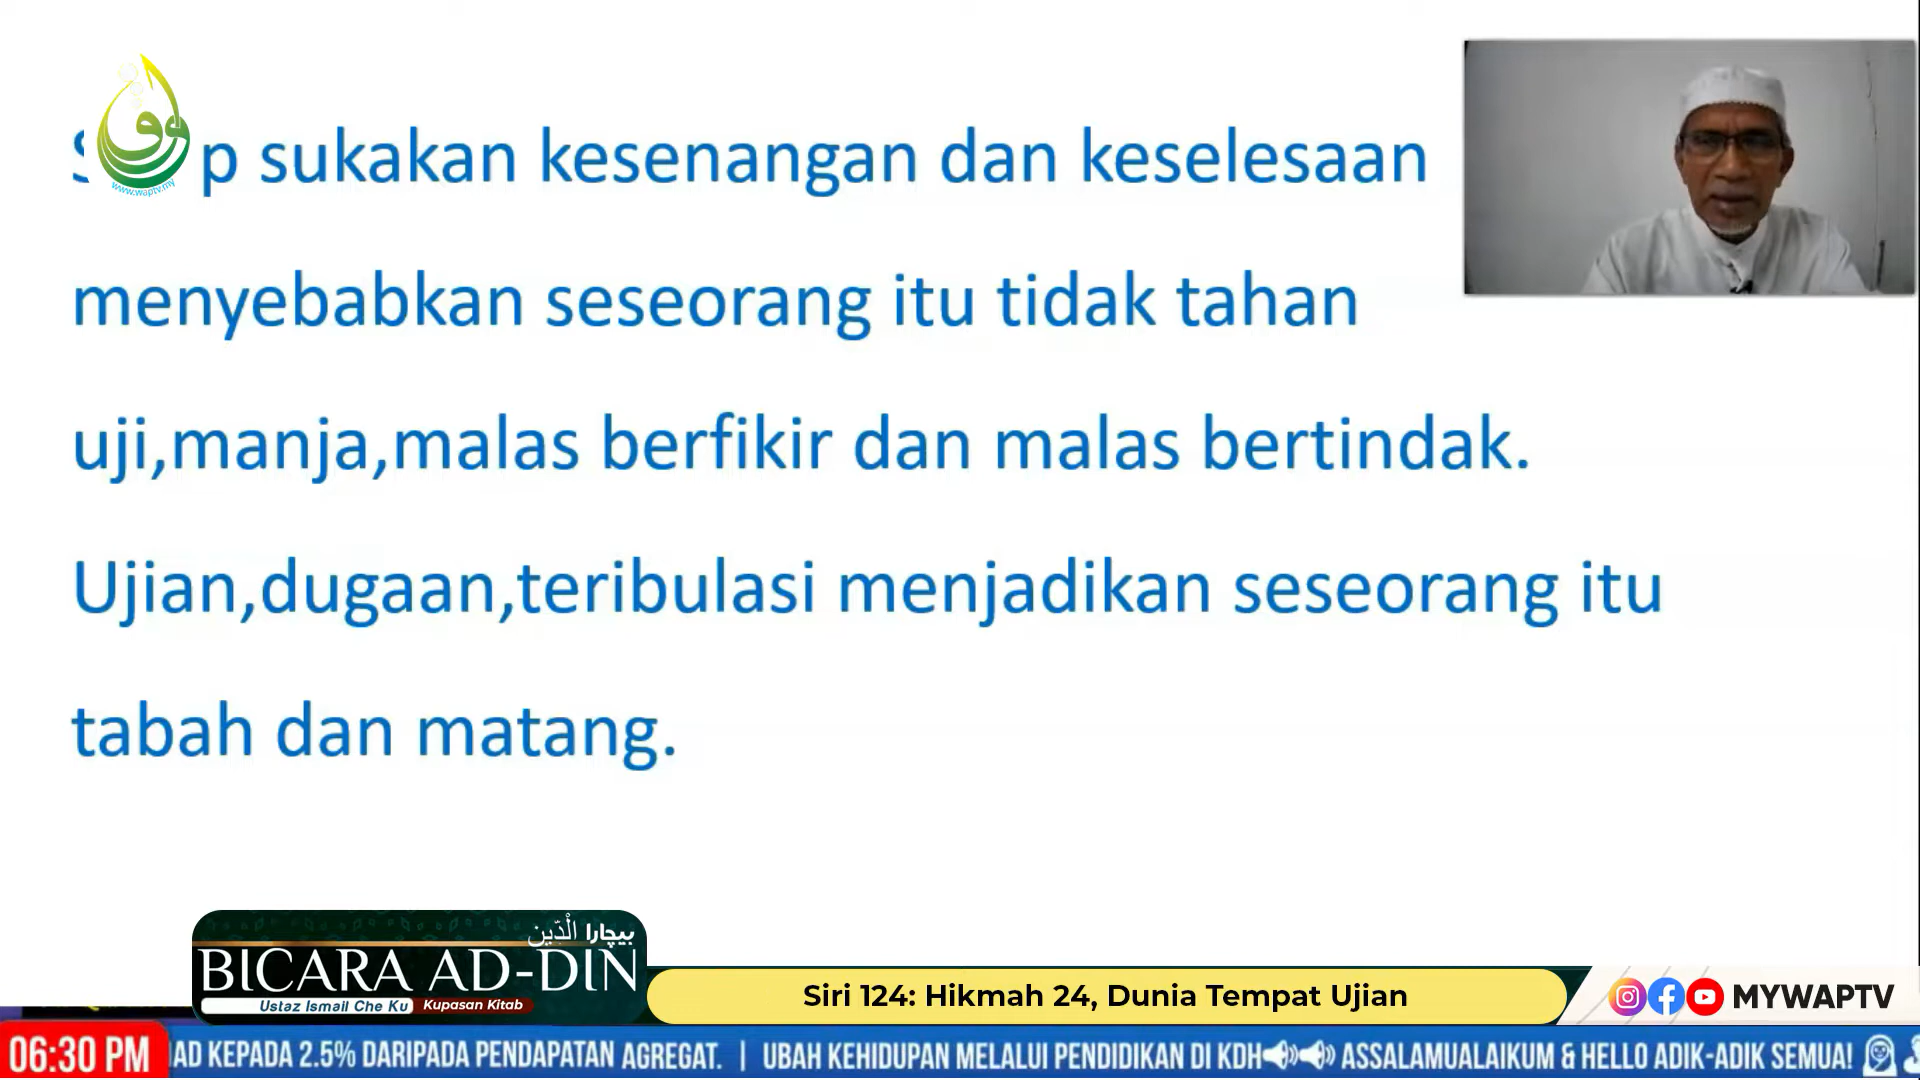 p sukakan kesenangan dan keselesaan
menyebabkan seseorang itu tidak tahan
uji,manja,malas berfikir dan malas bertindak.
Ujian,dugaan,teribulasi menjadikan seseorang itu
tabah dan matang.
www.waptv.my
بيچارا الدّين
BICARA AD-DIN
Ustaz Ismail Che Ku Kupasan Kitab
Siri 124: Hikmah 24, Dunia Tempat Ujian
MYWAPTV
06:30 PM
AD KEPADA 2.5% DARIPADA PENDAPATAN AGREGAT. | UBAH KEHIDUPAN MELALUI PENDIDIKAN DI KDH ASSALAMUALAIKUM & HELLO ADIK-ADIK SEMUA!